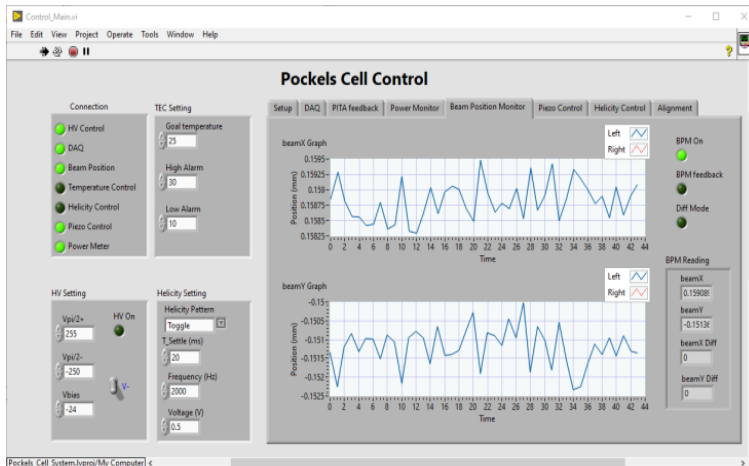 Control_Main.vi
File Edit View Project Operate Tools Window Help
Pockels Cell Control
Connection
HV Control
DAQ
Beam Position
Temperature Control
Helicity Control
Piezo Control
Power Meter
TEC Setting
Goal temperature
25
High Alarm
30
Low Alarm
10
HV Setting
Vpi/2+
255
HV On
Vpi/2-
-250
V-
Vbias
-24
Helicity Setting
Helicity Pattern
Toggle
T_Settle (ms)
20
Frequency (Hz)
2000
Voltage (V)
0.5
Setup DAQ PITA feedback Power Monitor Beam Position Monitor Piezo Control Helicity Control Alignment
beamX Graph
Left
Right
Position (mm)
0.1595
0.15925
0.159
0.15875
0.1585
0.15825
0 2 4 6 8 10 12 14 16 18 20 22 24 26 28 30 32 34 36 38 40 42 44
Time
beamY Graph
Left
Right
Position (mm)
-0.15
-0.1505
-0.151
-0.1515
-0.152
-0.1525
0 2 4 6 8 10 12 14 16 18 20 22 24 26 28 30 32 34 36 38 40 42 44
Time
BPM On
BPM feedback
Diff Mode
BPM Reading
beamX
0.15908
beamY
-0.1513
beamX Diff
0
beamY Diff
0
Pockels_Cell_System.lvproj/My Computer